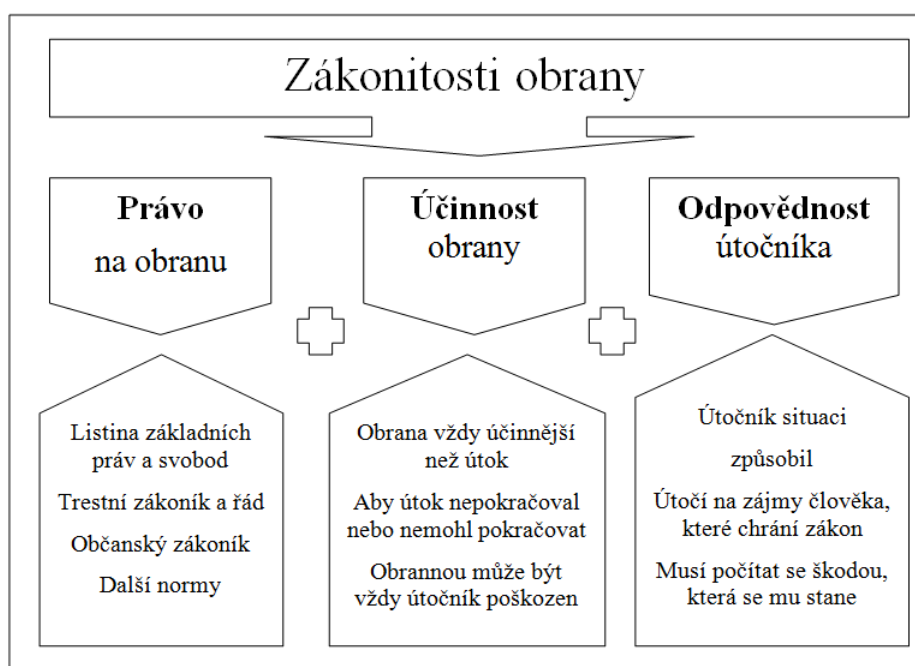 Zákonitosti obrany
Právo
na obranu
Účinnost
obrany
Odpovědnost
útočníka
Listina základních
práv a svobod
Trestní zákoník a řád
Občanský zákoník
Další normy
Obrana vždy účinnější
než útok
Aby útok nepokračoval
nebo nemohl pokračovat
Obrannou může být
vždy útočník poškozen
Útočník situaci
způsobil
Útočí na zájmy člověka,
které chrání zákon
Musí počítat se škodou,
která se mu stane